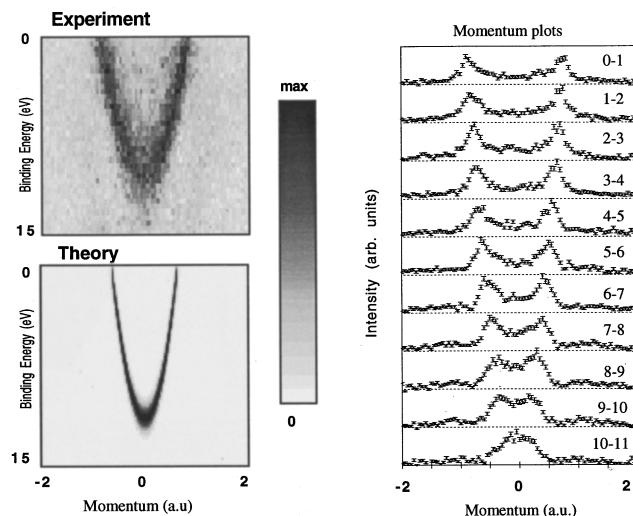 Experiment
0
Binding Energy (eV)
15
Theory
0
Binding Energy (eV)
15
-2
0
2
Momentum (a.u)
max
0
Momentum plots
0-1
1-2
2-3
3-4
4-5
5-6
6-7
7-8
8-9
9-10
10-11
Intensity (arb. units)
-2
0
2
Momentum (a.u.)